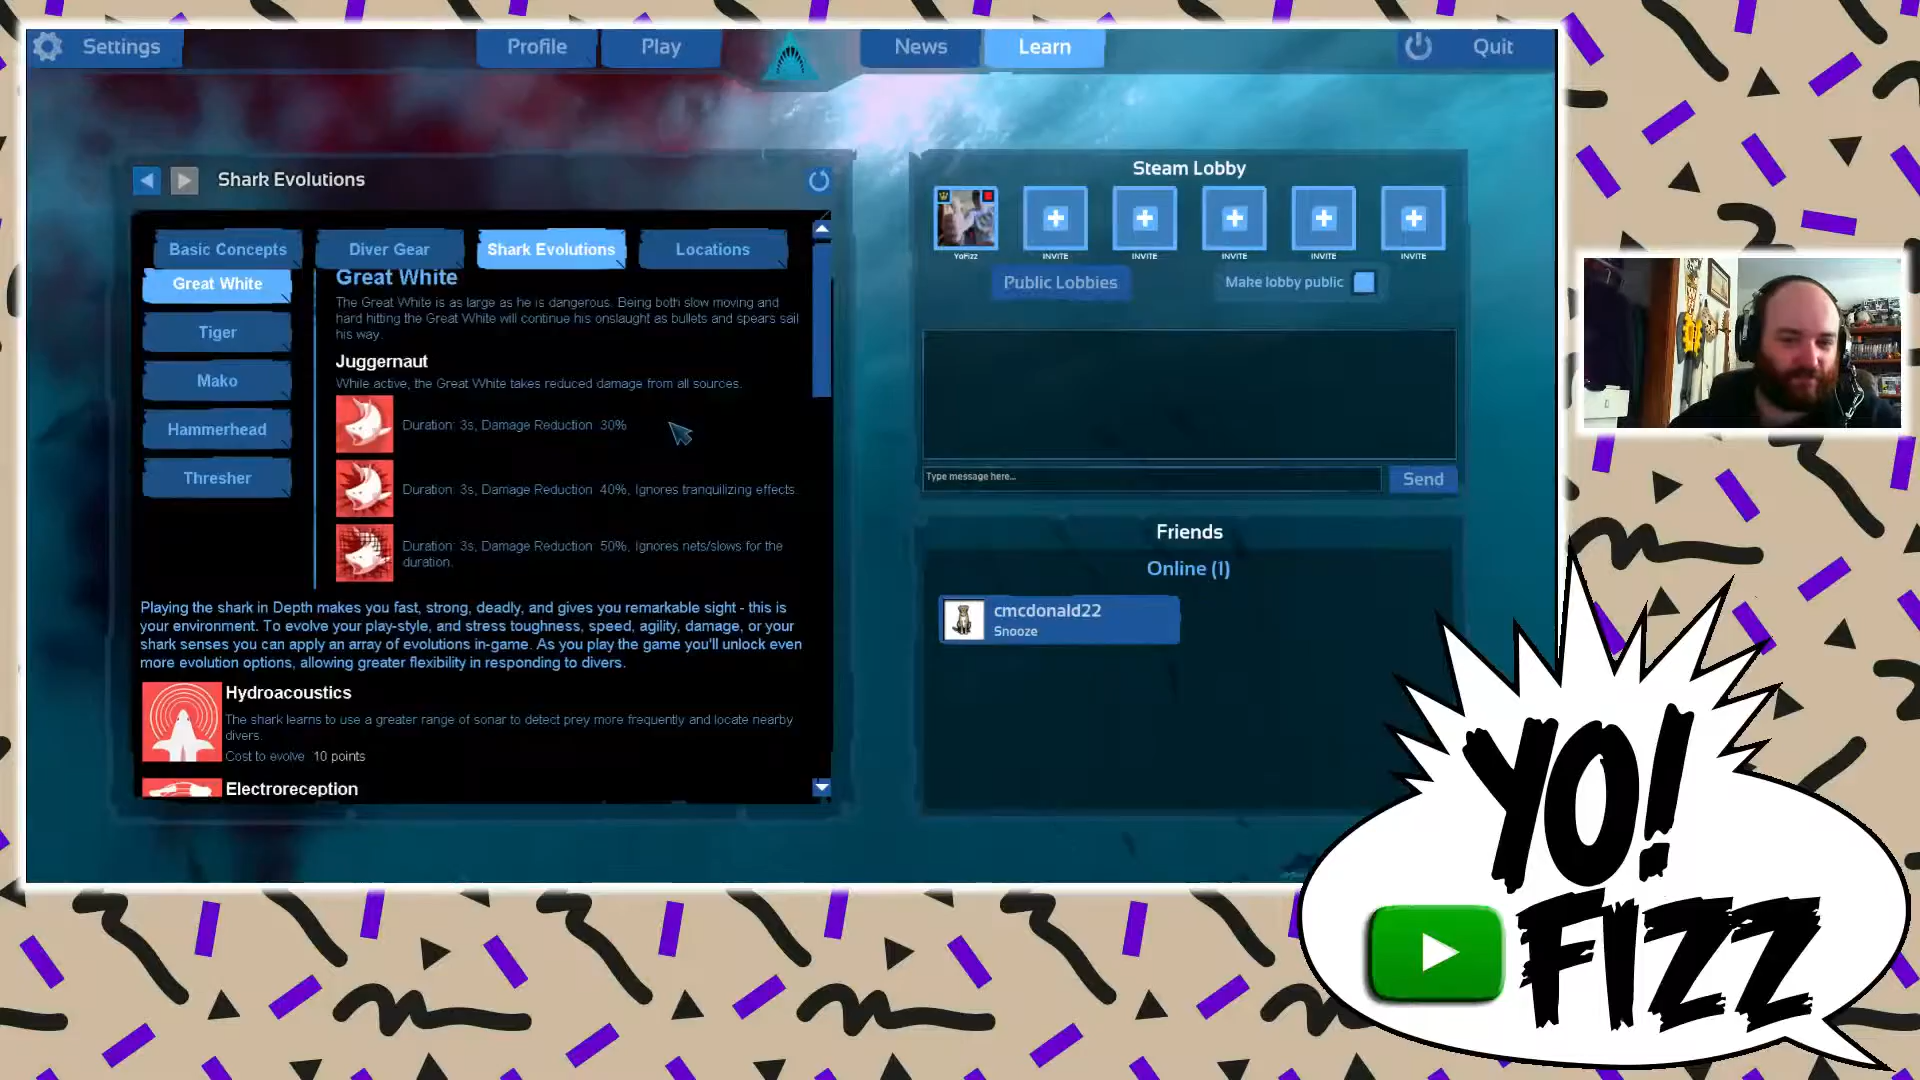 Settings
Profile
Play
News
Learn
Quit
Shark Evolutions
Basic Concepts
Diver Gear
Shark Evolutions
Locations
Great White
Tiger
Mako
Hammerhead
Thresher
Great White
The Great White is as large as he is dangerous. Being both slow moving and
hard hitting the Great White will continue his onslaught as bullets and spears sail
his way.
Juggernaut
While active, the Great White takes reduced damage from all sources.
Duration: 3s, Damage Reduction 30%
Duration: 3s, Damage Reduction 40%, Ignores tranquilizing effects
Duration: 3s, Damage Reduction 50%, Ignores nets/slows for the
duration.
Playing the shark in Depth makes you fast, strong, deadly, and gives you remarkable sight - this is
your environment. To evolve your play-style, and stress toughness, speed, agility, damage, or your
shark senses you can apply an array of evolutions in-game. As you play the game you'll unlock even
more evolution options, allowing greater flexibility in responding to divers.
Hydroacoustics
The shark learns to use a greater range of sonar to detect prey more frequently and locate nearby
divers.
Cost to evolve 10 points
Electroreception
Steam Lobby
YoFizz
INVITE
INVITE
INVITE
INVITE
INVITE
Public Lobbies
Make lobby public
Type message here...
Send
Friends
Online (1)
cmcdonald22
Snooze
YO!
FIZZ